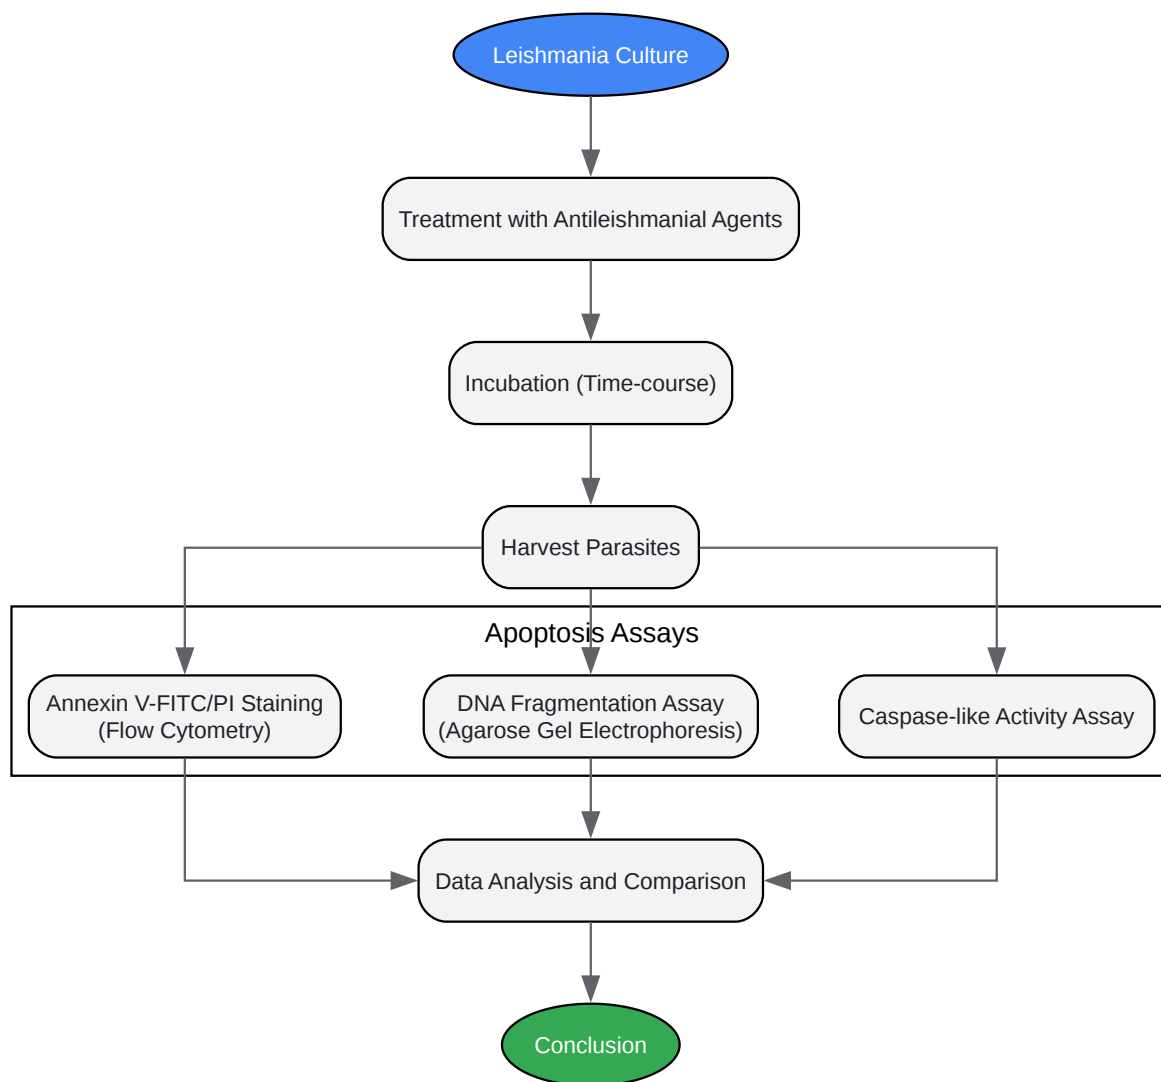 Leishmania Culture
Treatment with Antileishmanial Agents
Incubation (Time-course)
Harvest Parasites
Apoptosis Assays
Annexin V-FITC/PI Staining
(Flow Cytometry)
DNA Fragmentation Assay
(Agarose Gel Electrophoresis)
Caspase-like Activity Assay
Data Analysis and Comparison
Conclusion